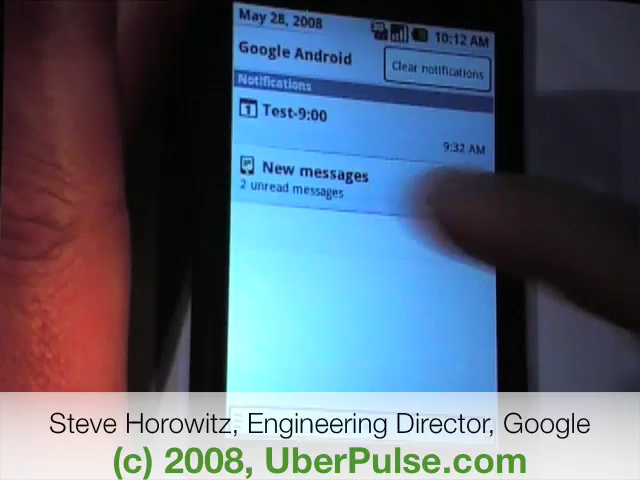 May 28, 2008
10:12 AM
Google Android
Clear notifications
Notifications
1 Test-9:00
9:32 AM
New messages
2 unread messages
Steve Horowitz, Engineering Director, Google
(c) 2008, UberPulse.com